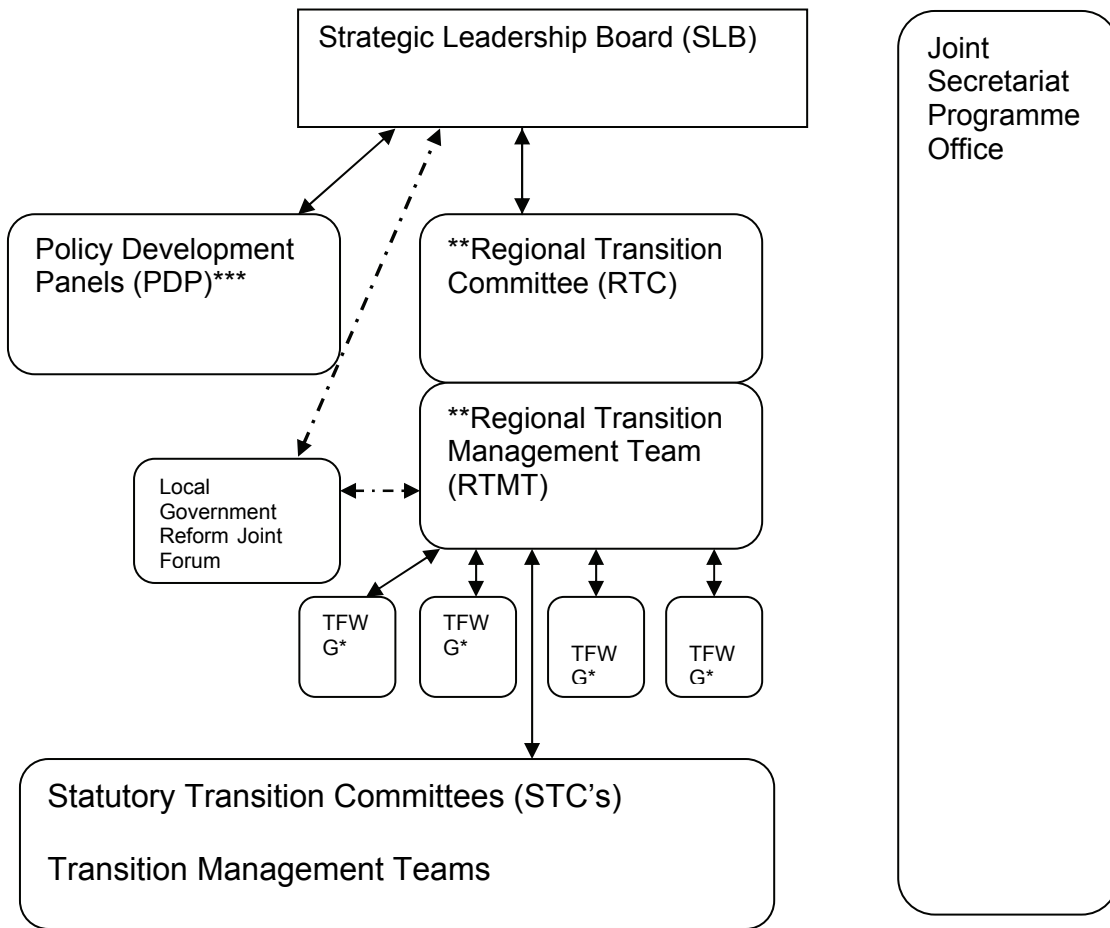 Strategic Leadership Board (SLB)
Joint
Secretariat
Programme
Office
Policy Development
Panels (PDP)***
**Regional Transition
Committee (RTC)
**Regional Transition
Management Team
(RTMT)
Local
Government
Reform Joint
Forum
TFW
G*
TFW
G*
TFW
G*
TFW
G*
Statutory Transition Committees (STC’s)
Transition Management Teams